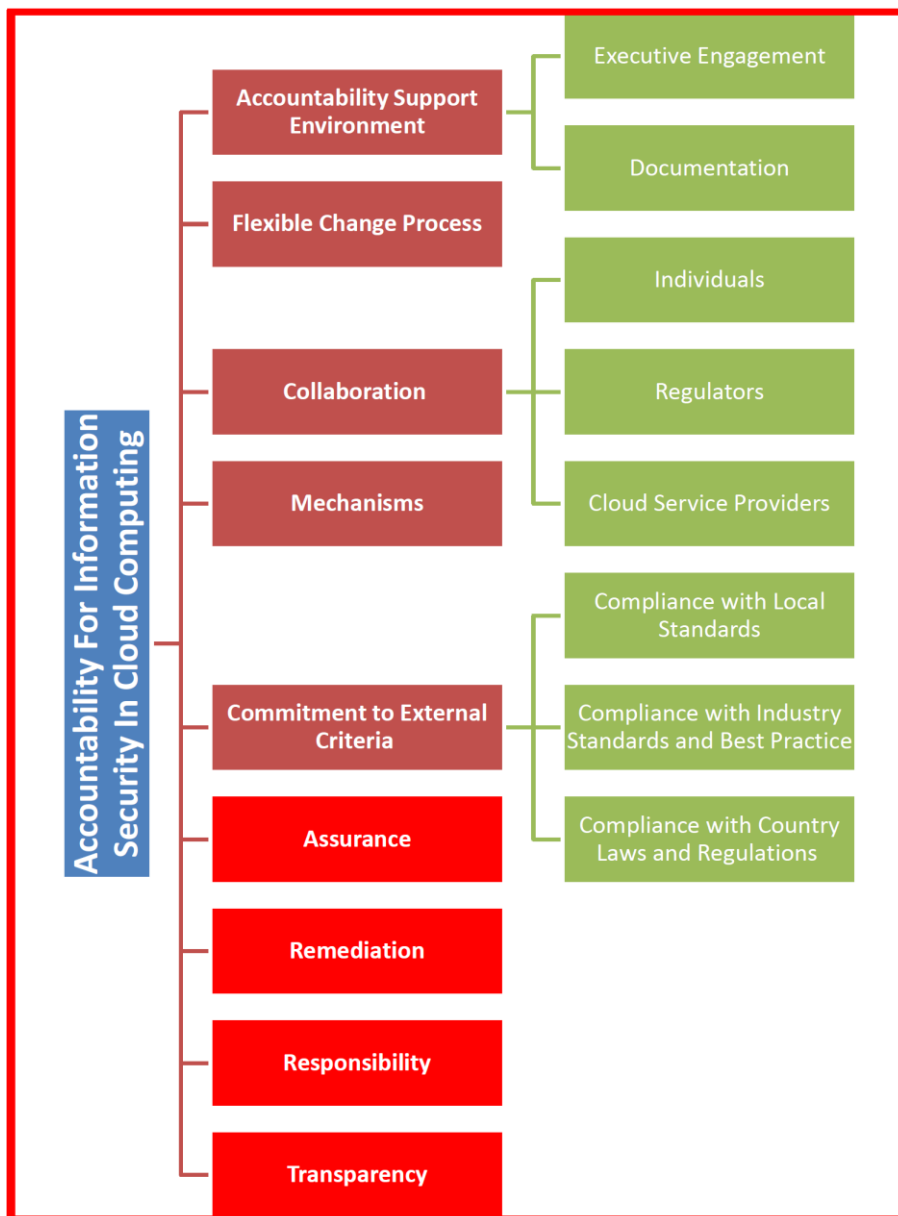 Accountability For Information
Security In Cloud Computing
Accountability Support
Environment
Executive Engagement
Documentation
Flexible Change Process
Collaboration
Individuals
Regulators
Cloud Service Providers
Mechanisms
Commitment to External
Criteria
Compliance with Local
Standards
Compliance with Industry
Standards and Best Practice
Compliance with Country
Laws and Regulations
Assurance
Remediation
Responsibility
Transparency